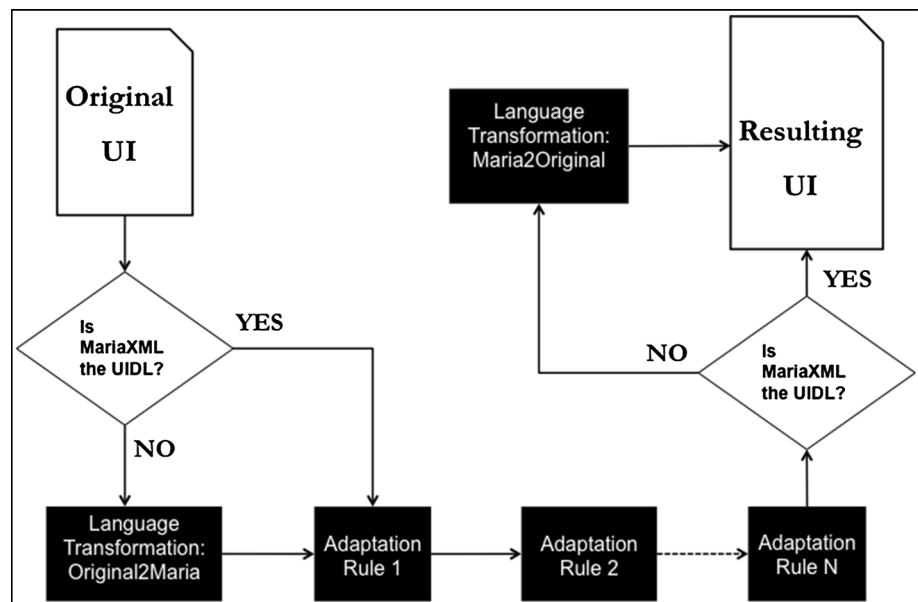 Original
UI
Is
MariaXML
the UIDL?
YES
NO
Language
Transformation:
Original2Maria
Adaptation
Rule 1
Adaptation
Rule 2
Adaptation
Rule N
Is
MariaXML
the UIDL?
NO
YES
Language
Transformation:
Maria2Original
Resulting
UI